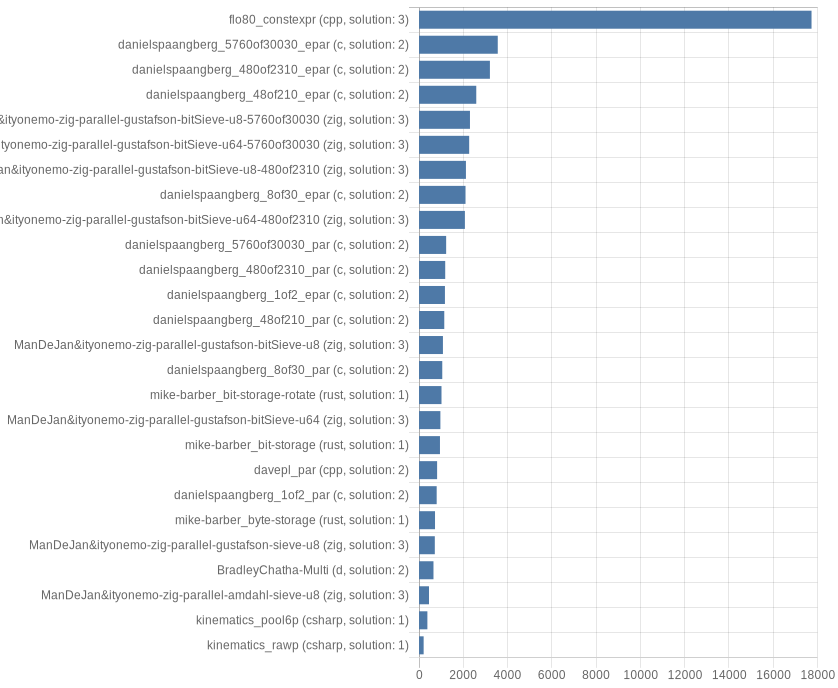 flo80_constexpr (cpp, solution: 3)
danielspaangberg_5760of30030_epar (c, solution: 2)
danielspaangberg_480of2310_epar (c, solution: 2)
danielspaangberg_48of210_epar (c, solution: 2)
&ityonemo-zig-parallel-gustafson-bitSieve-u8-5760of30030 (zig, solution: 3)
tyonemo-zig-parallel-gustafson-bitSieve-u64-5760of30030 (zig, solution: 3)
an&ityonemo-zig-parallel-gustafson-bitSieve-u8-480of2310 (zig, solution: 3)
danielspaangberg_8of30_epar (c, solution: 2)
n&ityonemo-zig-parallel-gustafson-bitSieve-u64-480of2310 (zig, solution: 3)
danielspaangberg_5760of30030_par (c, solution: 2)
danielspaangberg_480of2310_par (c, solution: 2)
danielspaangberg_1of2_epar (c, solution: 2)
danielspaangberg_48of210_par (c, solution: 2)
ManDeJan&ityonemo-zig-parallel-gustafson-bitSieve-u8 (zig, solution: 3)
danielspaangberg_8of30_par (c, solution: 2)
mike-barber_bit-storage-rotate (rust, solution: 1)
ManDeJan&ityonemo-zig-parallel-gustafson-bitSieve-u64 (zig, solution: 3)
mike-barber_bit-storage (rust, solution: 1)
davepl_par (cpp, solution: 2)
danielspaangberg_1of2_par (c, solution: 2)
mike-barber_byte-storage (rust, solution: 1)
ManDeJan&ityonemo-zig-parallel-gustafson-sieve-u8 (zig, solution: 3)
BradleyChatha-Multi (d, solution: 2)
ManDeJan&ityonemo-zig-parallel-amdahl-sieve-u8 (zig, solution: 3)
kinematics_pool6p (csharp, solution: 1)
kinematics_rawp (csharp, solution: 1)
0 2000 4000 6000 8000 10000 12000 14000 16000 18000